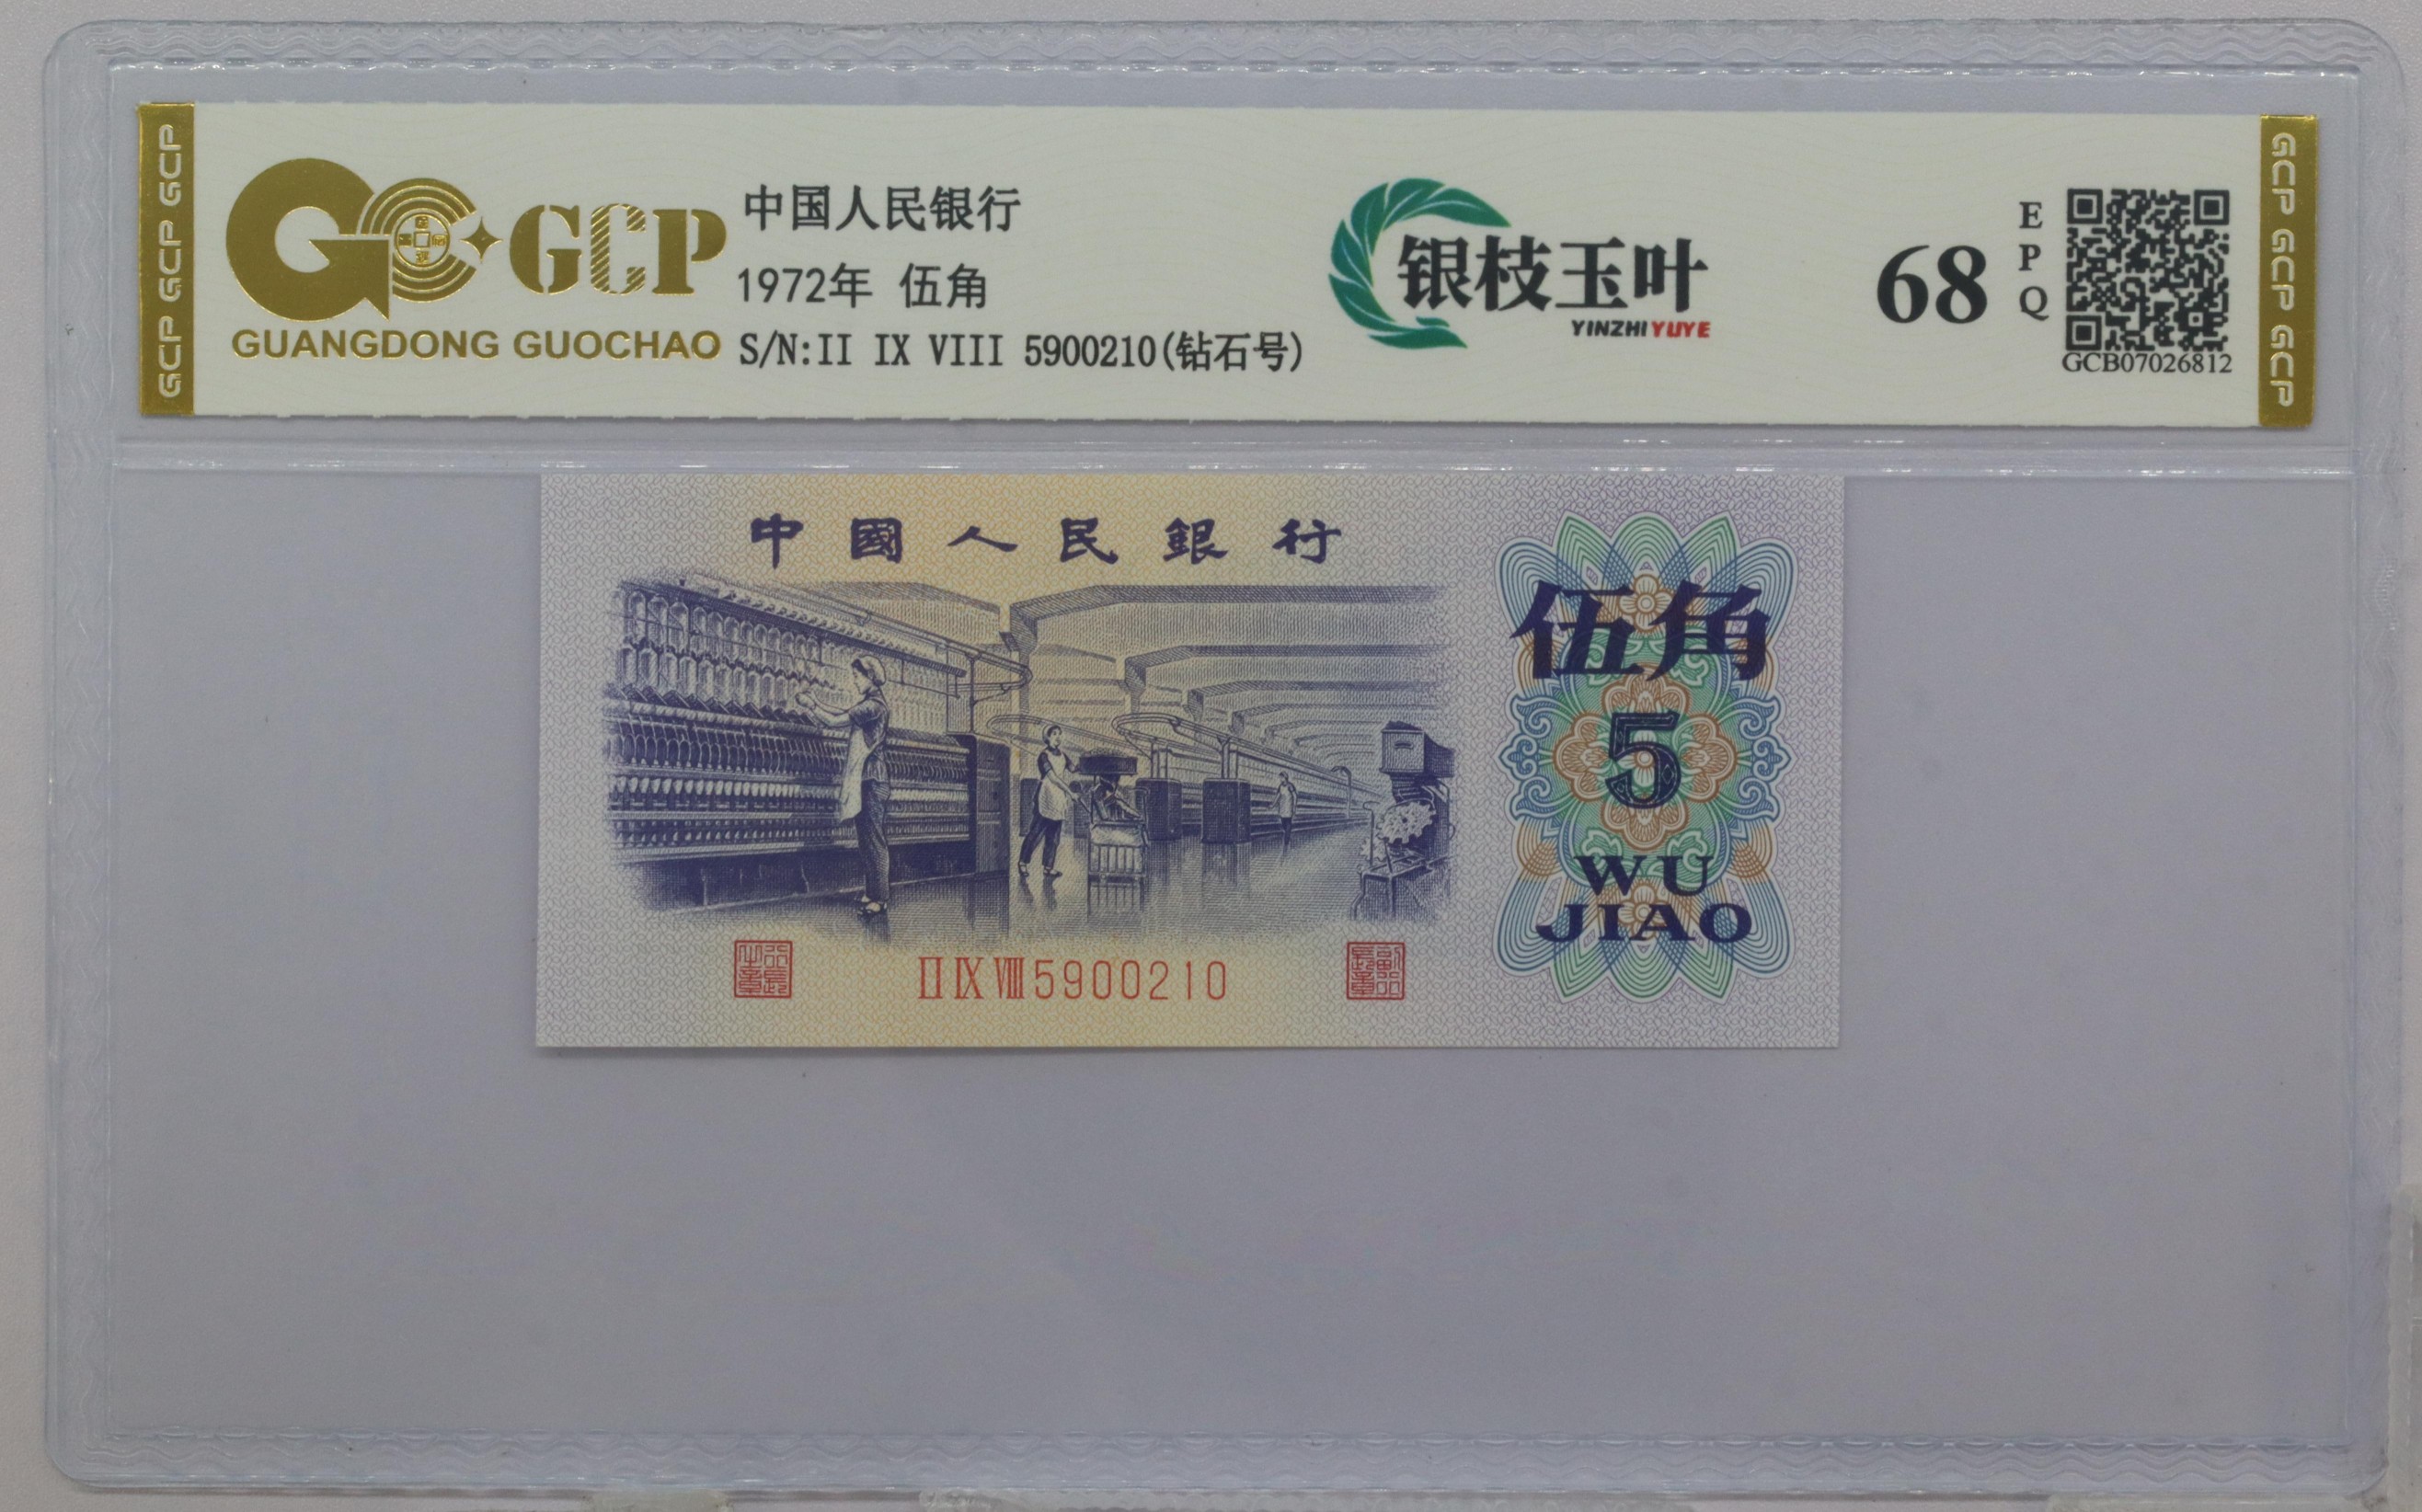 GCP GCP GCP
GCP
GUANGDONG GUOCHAO
中国人民银行
1972年 伍角
S/N:II IX VIII 5900210(钻石号)
银枝玉叶
YINZHIYUYE
68
EPQ
GCB07026812
GCP GCP GCP
中國人民銀行
伍角
5
WU
JIAO
II IX VIII 5900210